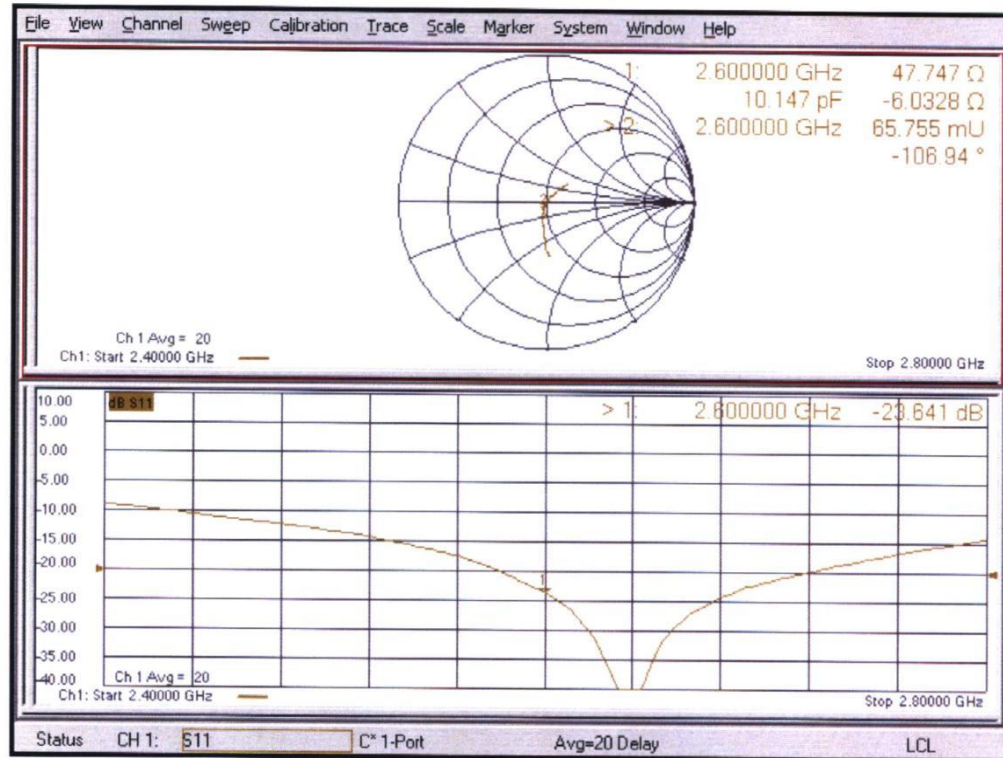 File View Channel Sweep Calibration Trace Scale Marker System Window Help
1: 2.600000 GHz 47.747 Ω
10.147 pF -6.0328 Ω
> 2: 2.600000 GHz 65.755 mU
-106.94 °
Ch 1 Avg = 20
Ch1: Start 2.40000 GHz
Stop 2.80000 GHz
dB S11
> 1: 2.600000 GHz -23.641 dB
10.00
5.00
0.00
-5.00
-10.00
-15.00
-20.00
-25.00
-30.00
-35.00
-40.00
1
Ch 1 Avg = 20
Ch1: Start 2.40000 GHz
Stop 2.80000 GHz
Status CH 1: S11 C* 1-Port Avg=20 Delay LCL